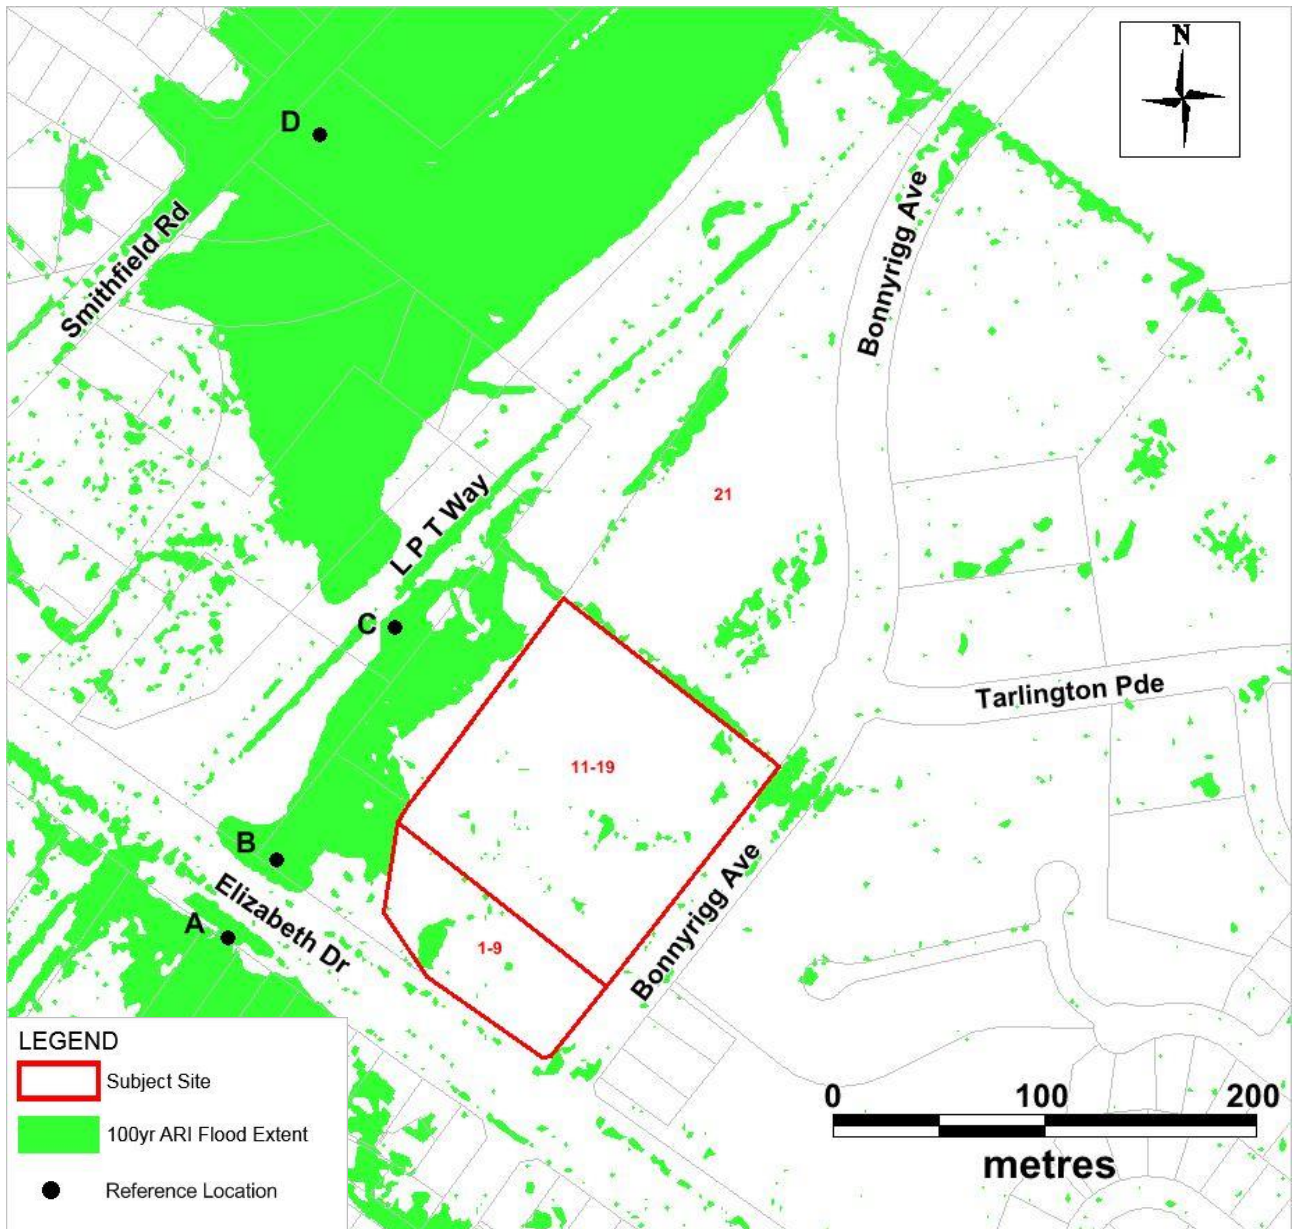 N
D
Smithfield Rd
Bonnyrigg Ave
L P T Way
21
C
Tarlington Pde
11-19
B
Elizabeth Dr
A
1-9
Bonnyrigg Ave
LEGEND
Subject Site
100yr ARI Flood Extent
Reference Location
0 100 200
metres